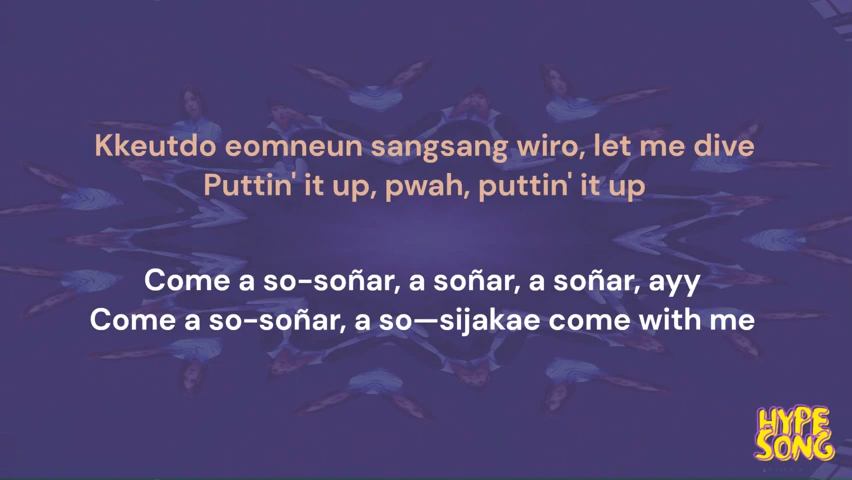 Kkeutdo eomneun sangsang wiro, let me dive
Puttin' it up, pwah, puttin' it up
Come a so-soñar, a soñar, a soñar, ayy
Come a so-soñar, a so—sijakae come with me
HYPE
SONG